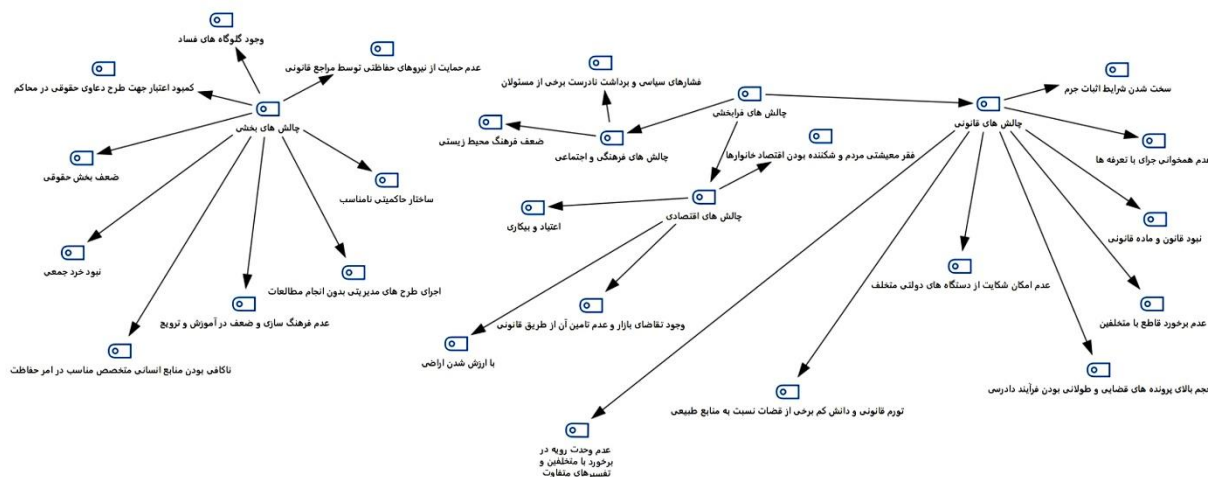 وجود گلوگاه های فساد
عدم حمایت از نیروهای حفاظتی توسط مراجع قانونی
کمبود اعتبار جهت طرح دعاوی حقوقی در محاکم
چالش های بخشی
ضعف بخش حقوقی
ساختار حاکمیتی نامناسب
نبود خرد جمعی
اجرای طرح های مدیریتی بدون انجام مطالعات
عدم فرهنگ سازی و ضعف در آموزش و ترویج
ناکافی بودن منابع انسانی متخصص مناسب در امر حفاظت
فشارهای سیاسی و برداشت نادرست برخی از مسئولان
چالش های فرابخشی
ضعف فرهنگ محیط زیستی
چالش های فرهنگی و اجتماعی
فقر معیشتی مردم و شکننده بودن اقتصاد خانوارها
چالش های اقتصادی
اعتیاد و بیکاری
وجود تقاضای بازار و عدم تامین آن از طریق قانونی
با ارزش شدن اراضی
سخت شدن شرایط اثبات جرم
چالش های قانونی
عدم همخوانی جرای با تعرفه ها
نبود قانون و ماده قانونی
عدم امکان شکایت از دستگاه های دولتی متخلف
عدم برخورد قاطع با متخلفین
حجم بالای پرونده های قضایی و طولانی بودن فرآیند دادرسی
تورم قانونی و دانش کم برخی از قضات نسبت به منابع طبیعی
عدم وحدت رویه در
برخورد با متخلفین و
تفسیرهای متفاوت